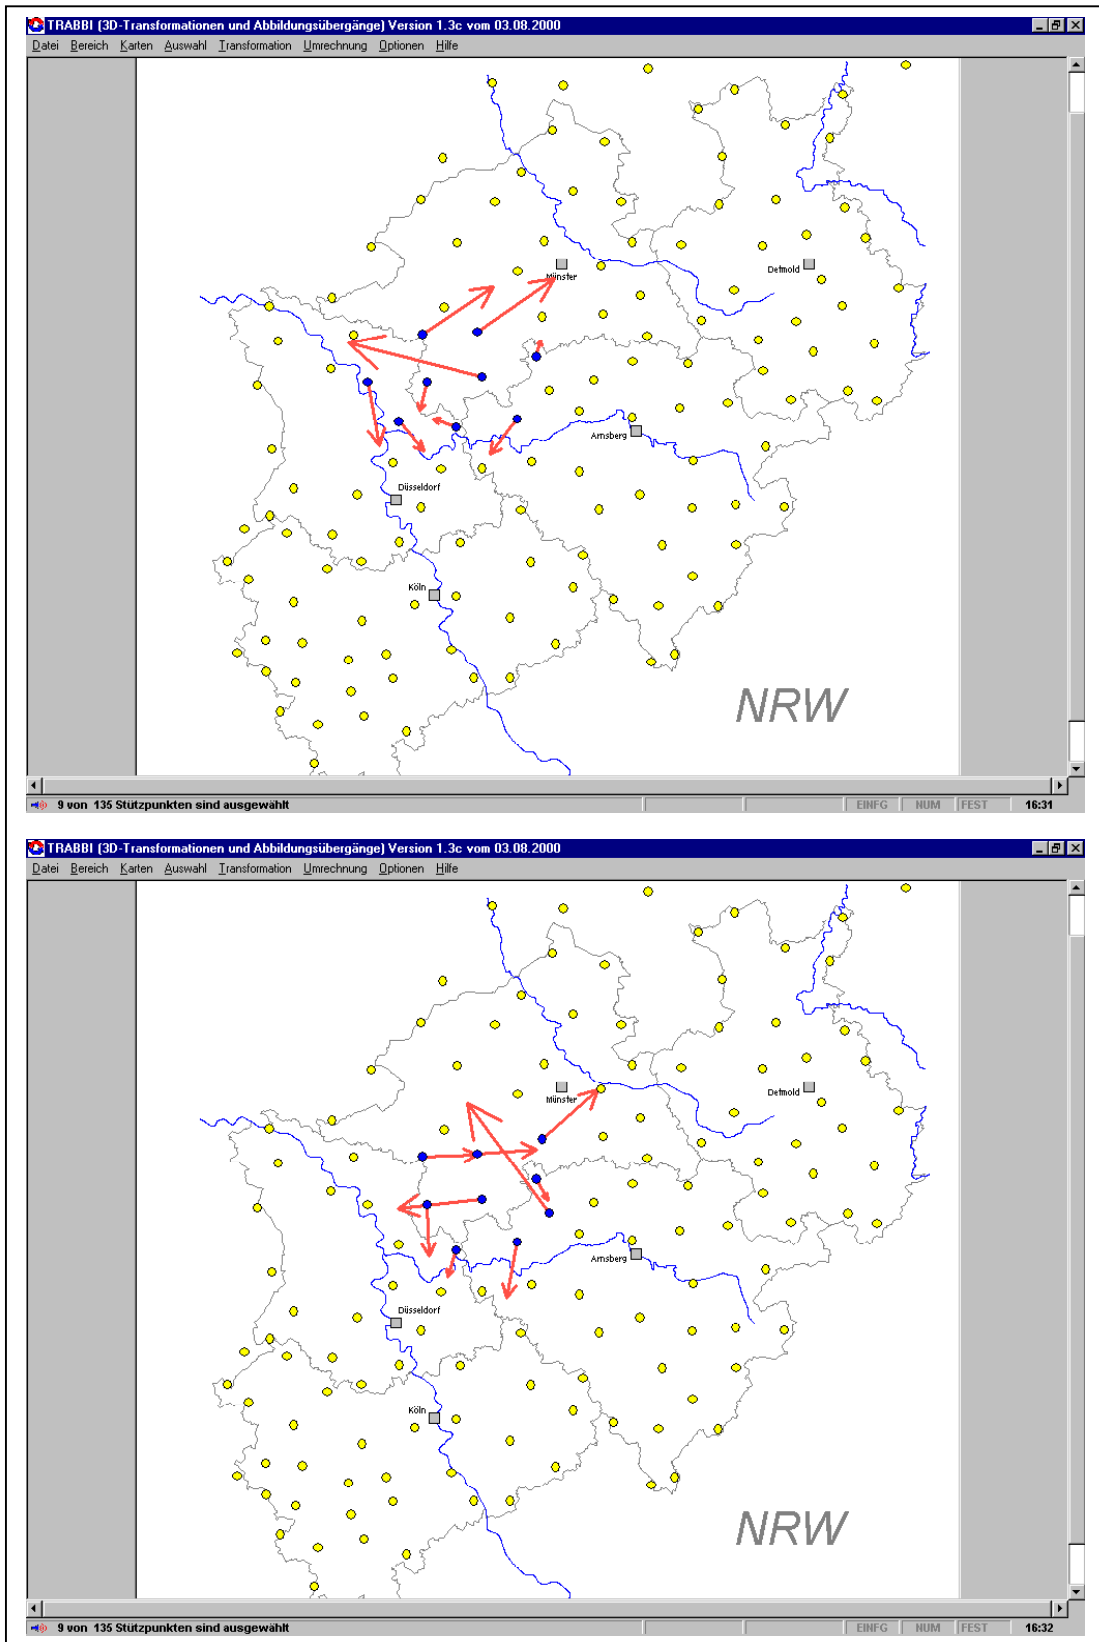 TRABBI (3D-Transformationen und Abbildungsübergänge) Version 1.3c vom 03.08.2000
Datei Bereich Karten Auswahl Transformation Umrechnung Optionen Hilfe
Münster
Detmold
Arnsberg
Düsseldorf
Köln
NRW
9 von 135 Stützpunkten sind ausgewählt EINFG NUM FEST 16:31
TRABBI (3D-Transformationen und Abbildungsübergänge) Version 1.3c vom 03.08.2000
Datei Bereich Karten Auswahl Transformation Umrechnung Optionen Hilfe
Münster
Detmold
Arnsberg
Düsseldorf
Köln
NRW
9 von 135 Stützpunkten sind ausgewählt EINFG NUM FEST 16:32